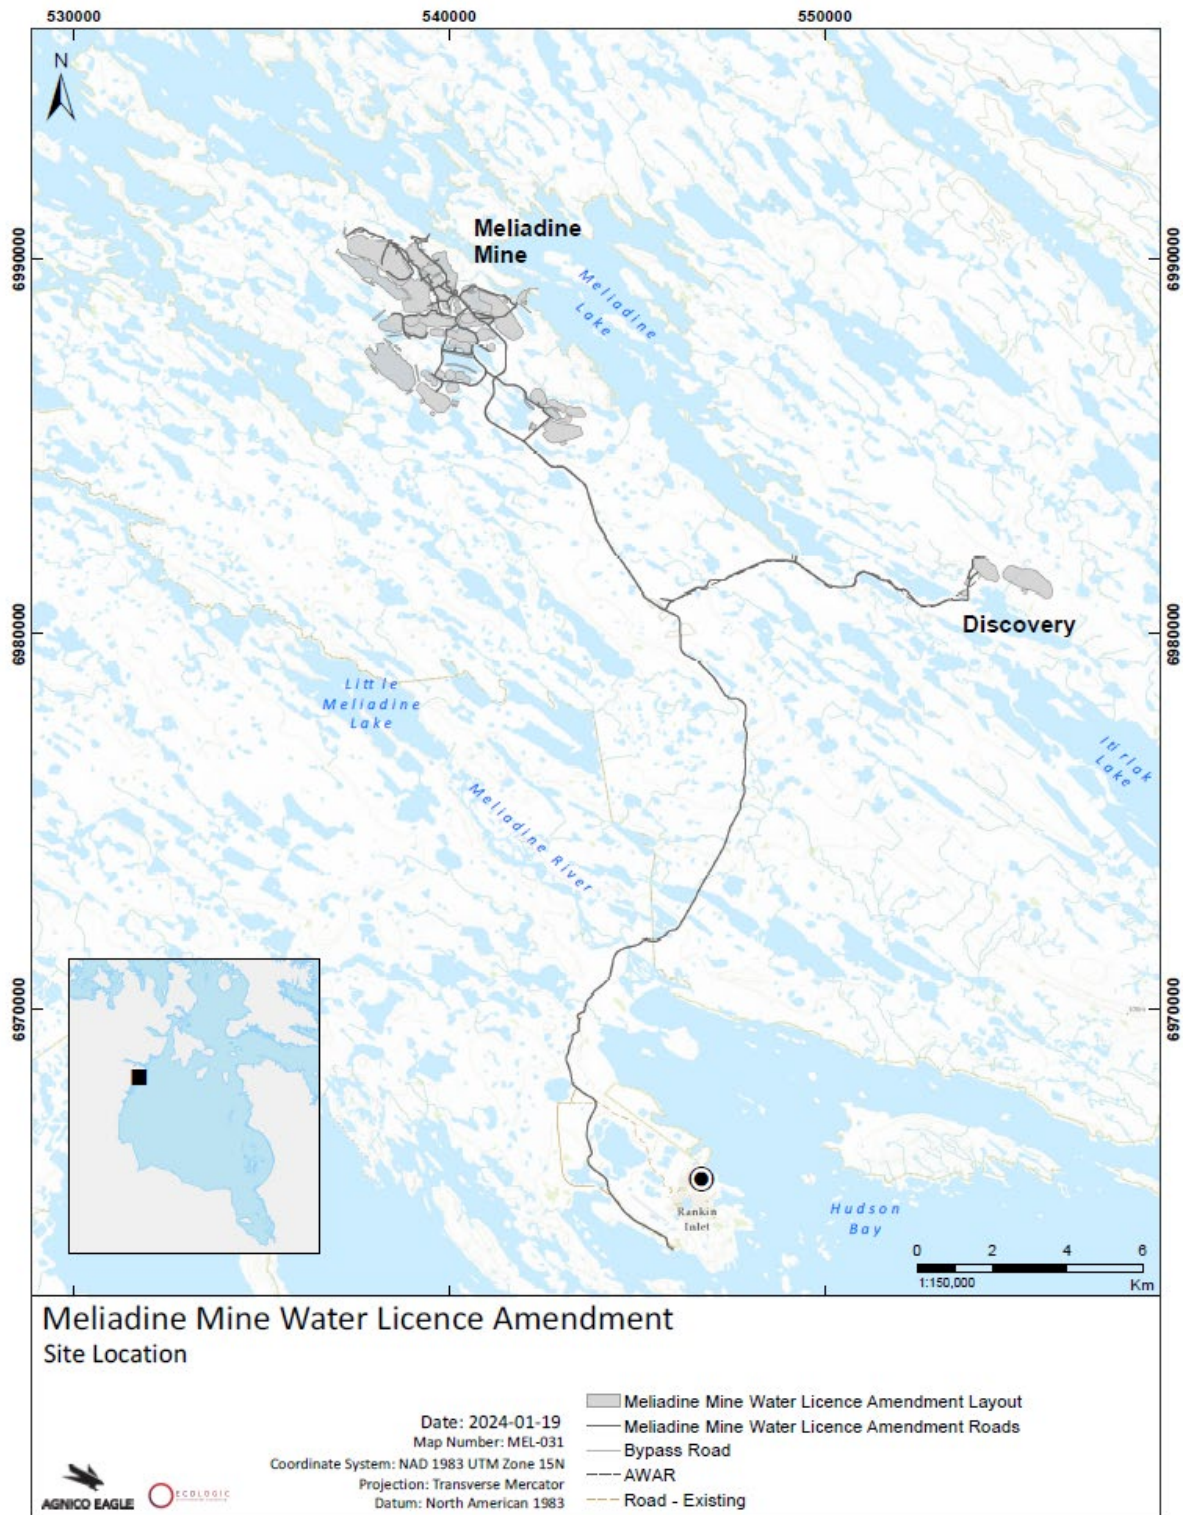 530000 540000 550000
N
Meliadine
Mine
6990000
6990000
Meliadine
Lake
Discovery
6980000
6980000
Little
Meliadine
Lake
Itirlak
Lake
Meliadine River
6970000
6970000
Rankin
Inlet
Hudson
Bay
0 2 4 6
1:150,000 Km
Meliadine Mine Water Licence Amendment
Site Location
Date: 2024-01-19
Map Number: MEL-031
Coordinate System: NAD 1983 UTM Zone 15N
Projection: Transverse Mercator
Datum: North American 1983
Meliadine Mine Water Licence Amendment Layout
Meliadine Mine Water Licence Amendment Roads
Bypass Road
AWAR
Road - Existing
AGNICO EAGLE
ECOLOGIC